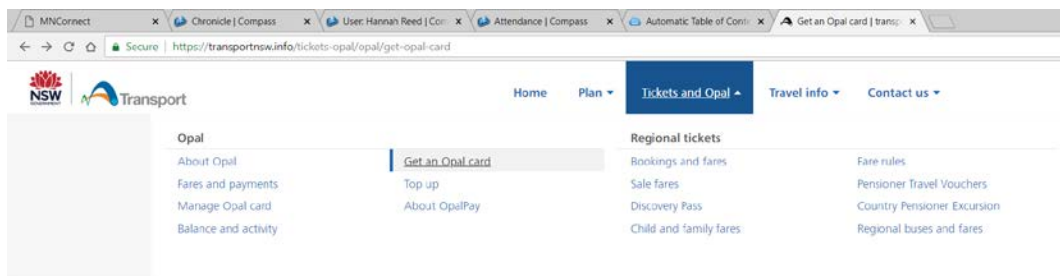 MNConnect Chronicle | Compass User: Hannah Reed | Con Attendance | Compass Automatic Table of Conte Get an Opal card | transp
Secure https://transportnsw.info/tickets-opal/opal/get-opal-card
NSW Transport Home Plan Tickets and Opal Travel info Contact us
GOVERNMENT
Opal Regional tickets
About Opal Get an Opal card Bookings and fares Fare rules
Fares and payments Top up Sale fares Pensioner Travel Vouchers
Manage Opal card About OpalPay Discovery Pass Country Pensioner Excursion
Balance and activity Child and family fares Regional buses and fares